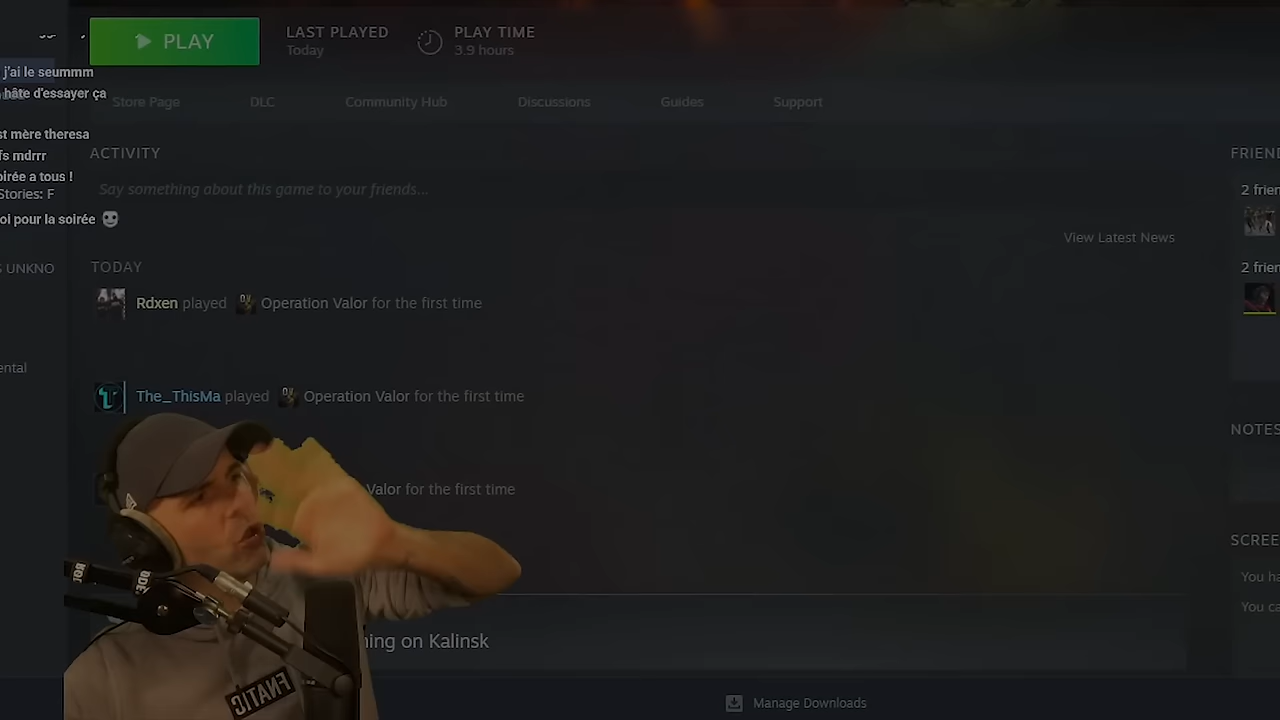 PLAY
LAST PLAYED
Today
PLAY TIME
3.9 hours
j'ai le seummm
hâte d'essayer ça
st mère theresa
fs mdrrr
oirée a tous !
Stories: F
oi pour la soirée
S UNKNO
ental
Store Page DLC Community Hub Discussions Guides Support
ACTIVITY
Say something about this game to your friends...
View Latest News
TODAY
Rdxen played Operation Valor for the first time
The_ThisMa played Operation Valor for the first time
Valor for the first time
ning on Kalinsk
FRIEND
2 frien
2 frien
NOTES
SCREE
You ha
You ca
Manage Downloads
FNATIC
RODE